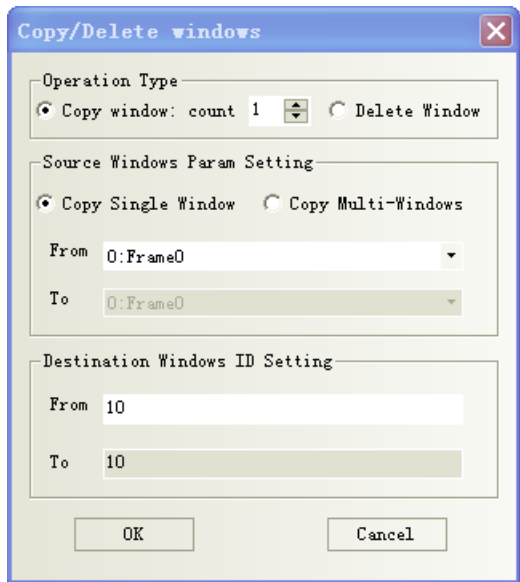 Copy/Delete windows
Operation Type
Copy window: count 1 Delete Window
Source Windows Param Setting
Copy Single Window Copy Multi-Windows
From 0:Frame0
To 0:Frame0
Destination Windows ID Setting
From 10
To 10
OK Cancel